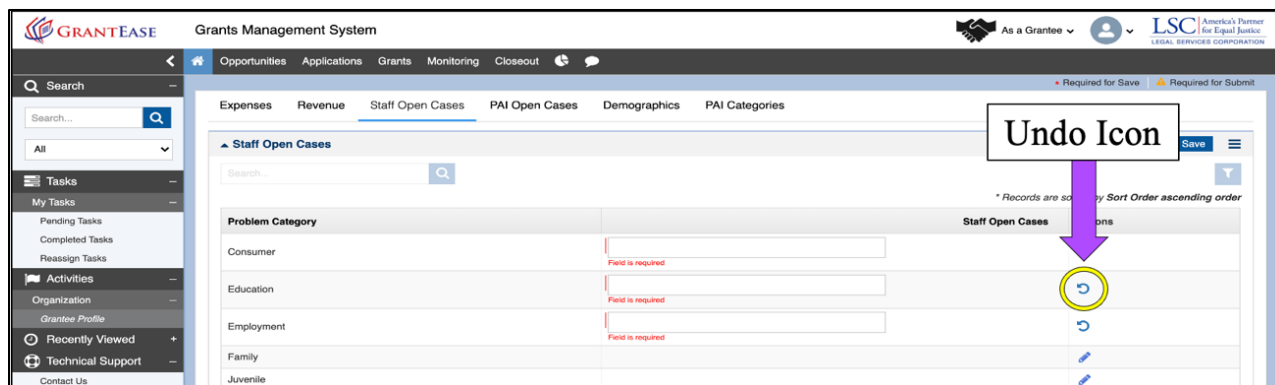 GRANTEASE
Grants Management System
As a Grantee
LSC America's Partner for Equal Justice
LEGAL SERVICES CORPORATION
Opportunities Applications Grants Monitoring Closeout
Search
Search...
All
Tasks
My Tasks
Pending Tasks
Completed Tasks
Reassign Tasks
Activities
Organization
Grantee Profile
Recently Viewed
Technical Support
Contact Us
Required for Save Required for Submit
Expenses Revenue Staff Open Cases PAI Open Cases Demographics PAI Categories
Undo Icon
Staff Open Cases
Save
Search...
* Records are so y Sort Order ascending order
Problem Category Staff Open Cases ons
Consumer
Field is required
Education
Field is required
Employment
Field is required
Family
Juvenile